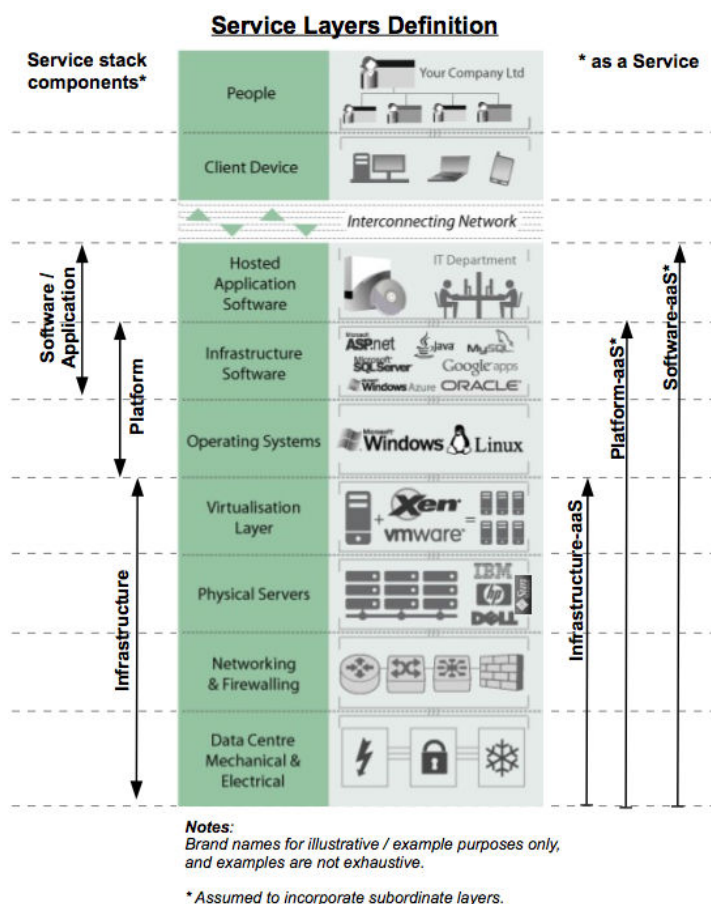 Service Layers Definition
Service stack
components*
* as a Service
People
Your Company Ltd
Client Device
Interconnecting Network
Hosted
Application
Software
IT Department
Infrastructure
Software
Microsoft
ASP.net
Java
MySQL
Microsoft
SQL Server
Google apps
Windows Azure
ORACLE
Operating Systems
Microsoft
Windows
Linux
Virtualisation
Layer
+
Xen
vmware
=
Physical Servers
IBM
hp
Sun
DELL
Networking
& Firewalling
Data Centre
Mechanical &
Electrical
Software /
Application
Platform
Infrastructure
Infrastructure-aaS
Platform-aaS*
Software-aaS*
Notes:
Brand names for illustrative / example purposes only,
and examples are not exhaustive.
* Assumed to incorporate subordinate layers.